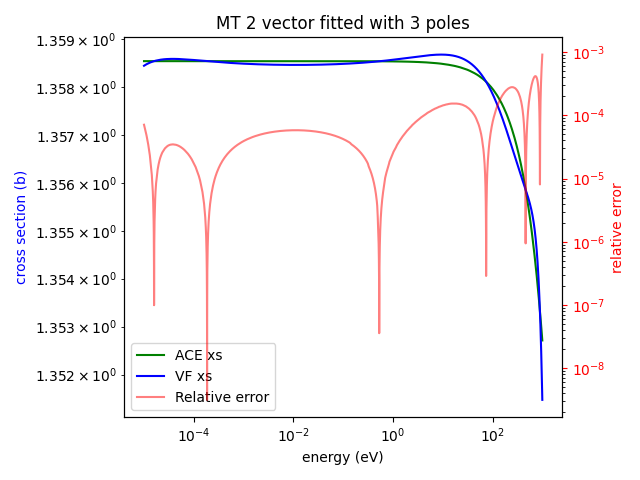 MT 2 vector fitted with 3 poles
1.359 × 10⁰
1.358 × 10⁰
1.357 × 10⁰
1.356 × 10⁰
1.355 × 10⁰
1.354 × 10⁰
1.353 × 10⁰
1.352 × 10⁰
cross section (b)
10⁻³
10⁻⁴
10⁻⁵
10⁻⁶
10⁻⁷
10⁻⁸
relative error
ACE xs
VF xs
Relative error
10⁻⁴ 10⁻² 10⁰ 10²
energy (eV)